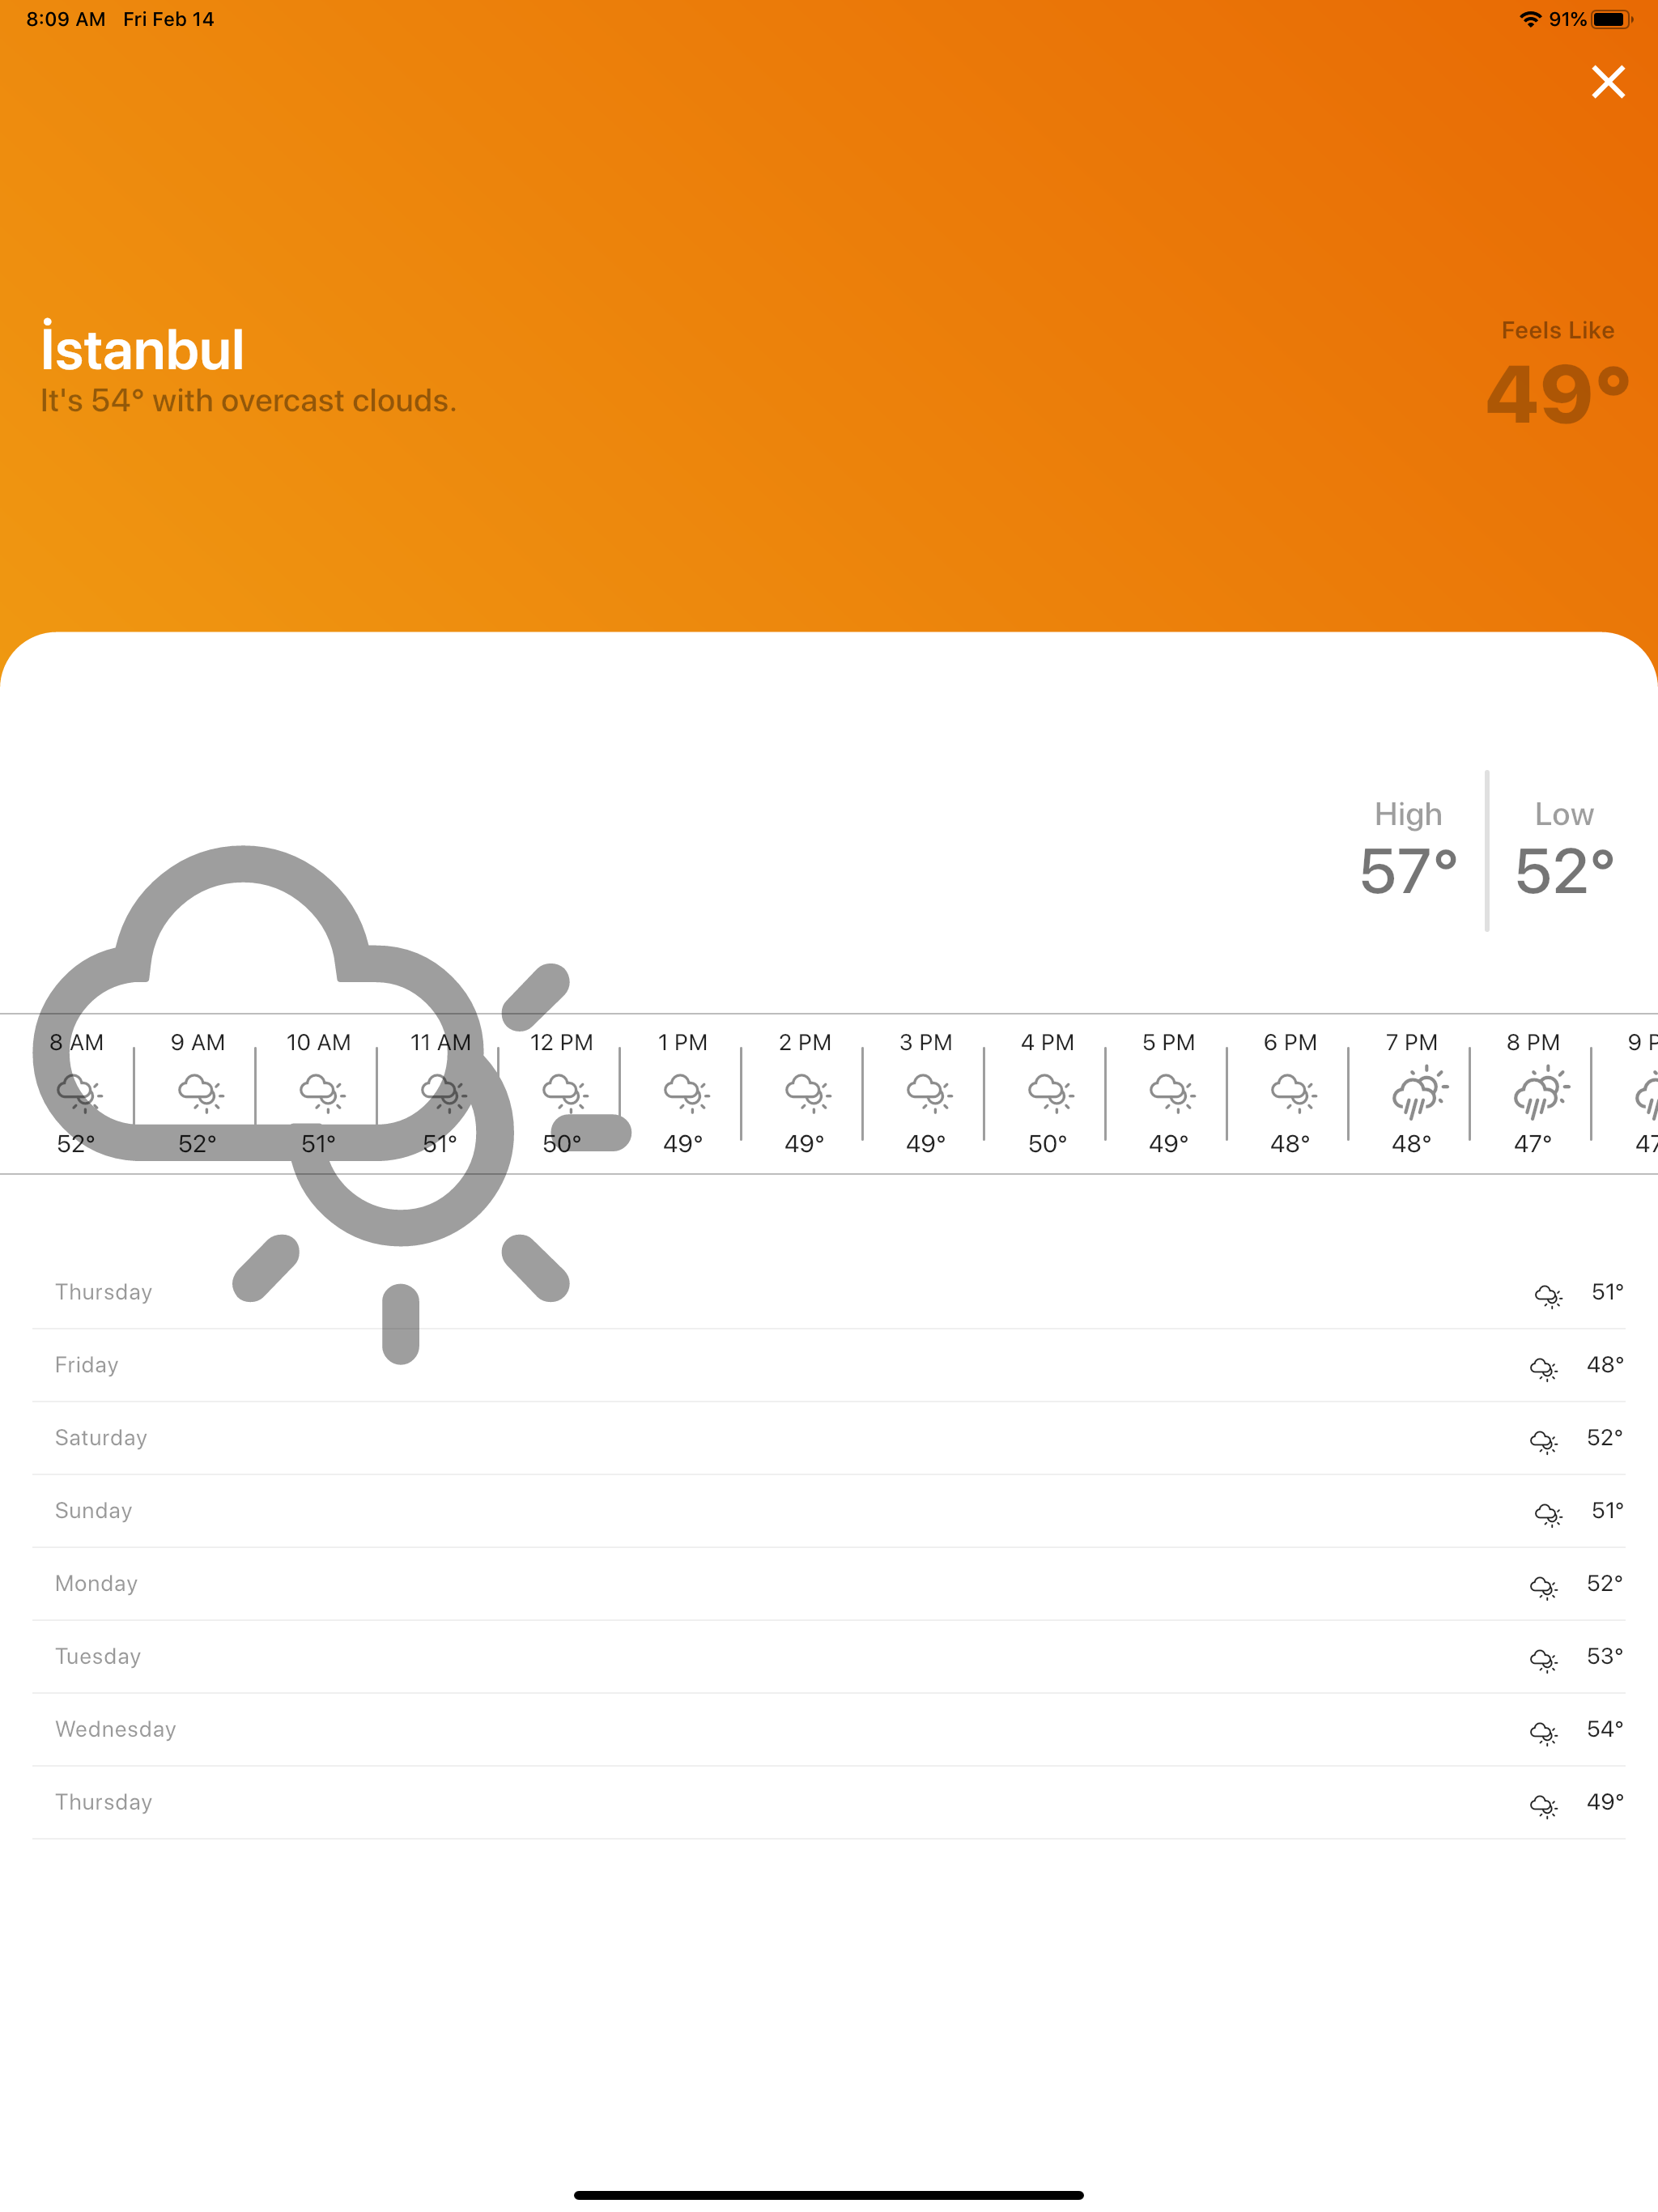 8:09 AM Fri Feb 14 91%
İstanbul
It's 54° with overcast clouds.
Feels Like
49°
High Low
57° 52°
8 AM 9 AM 10 AM 11 AM 12 PM 1 PM 2 PM 3 PM 4 PM 5 PM 6 PM 7 PM 8 PM 9 P
52° 52° 51° 51° 50° 49° 49° 49° 50° 49° 48° 48° 47° 47
Thursday 51°
Friday 48°
Saturday 52°
Sunday 51°
Monday 52°
Tuesday 53°
Wednesday 54°
Thursday 49°